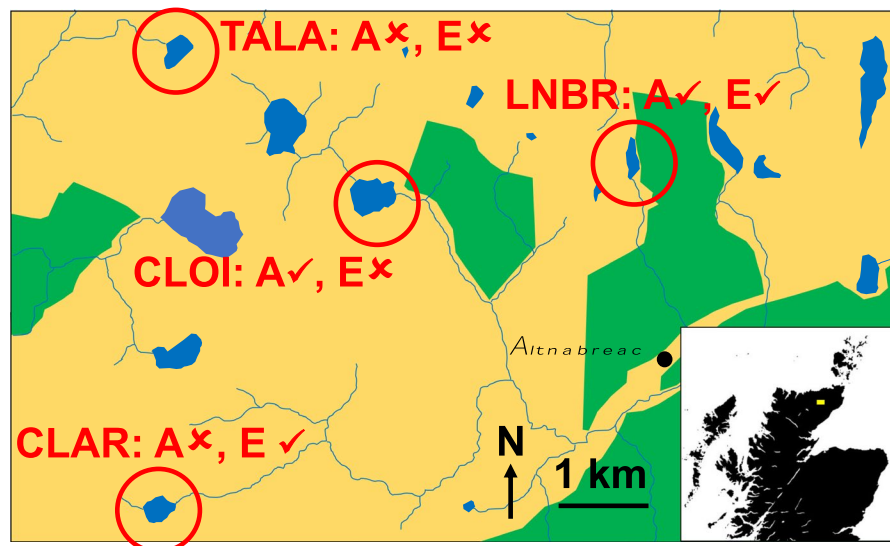 TALA: A✘, E✘
LNBR: A✓, E✓
CLOI: A✓, E✘
Altnabreac
CLAR: A✘, E ✓
N
1 km